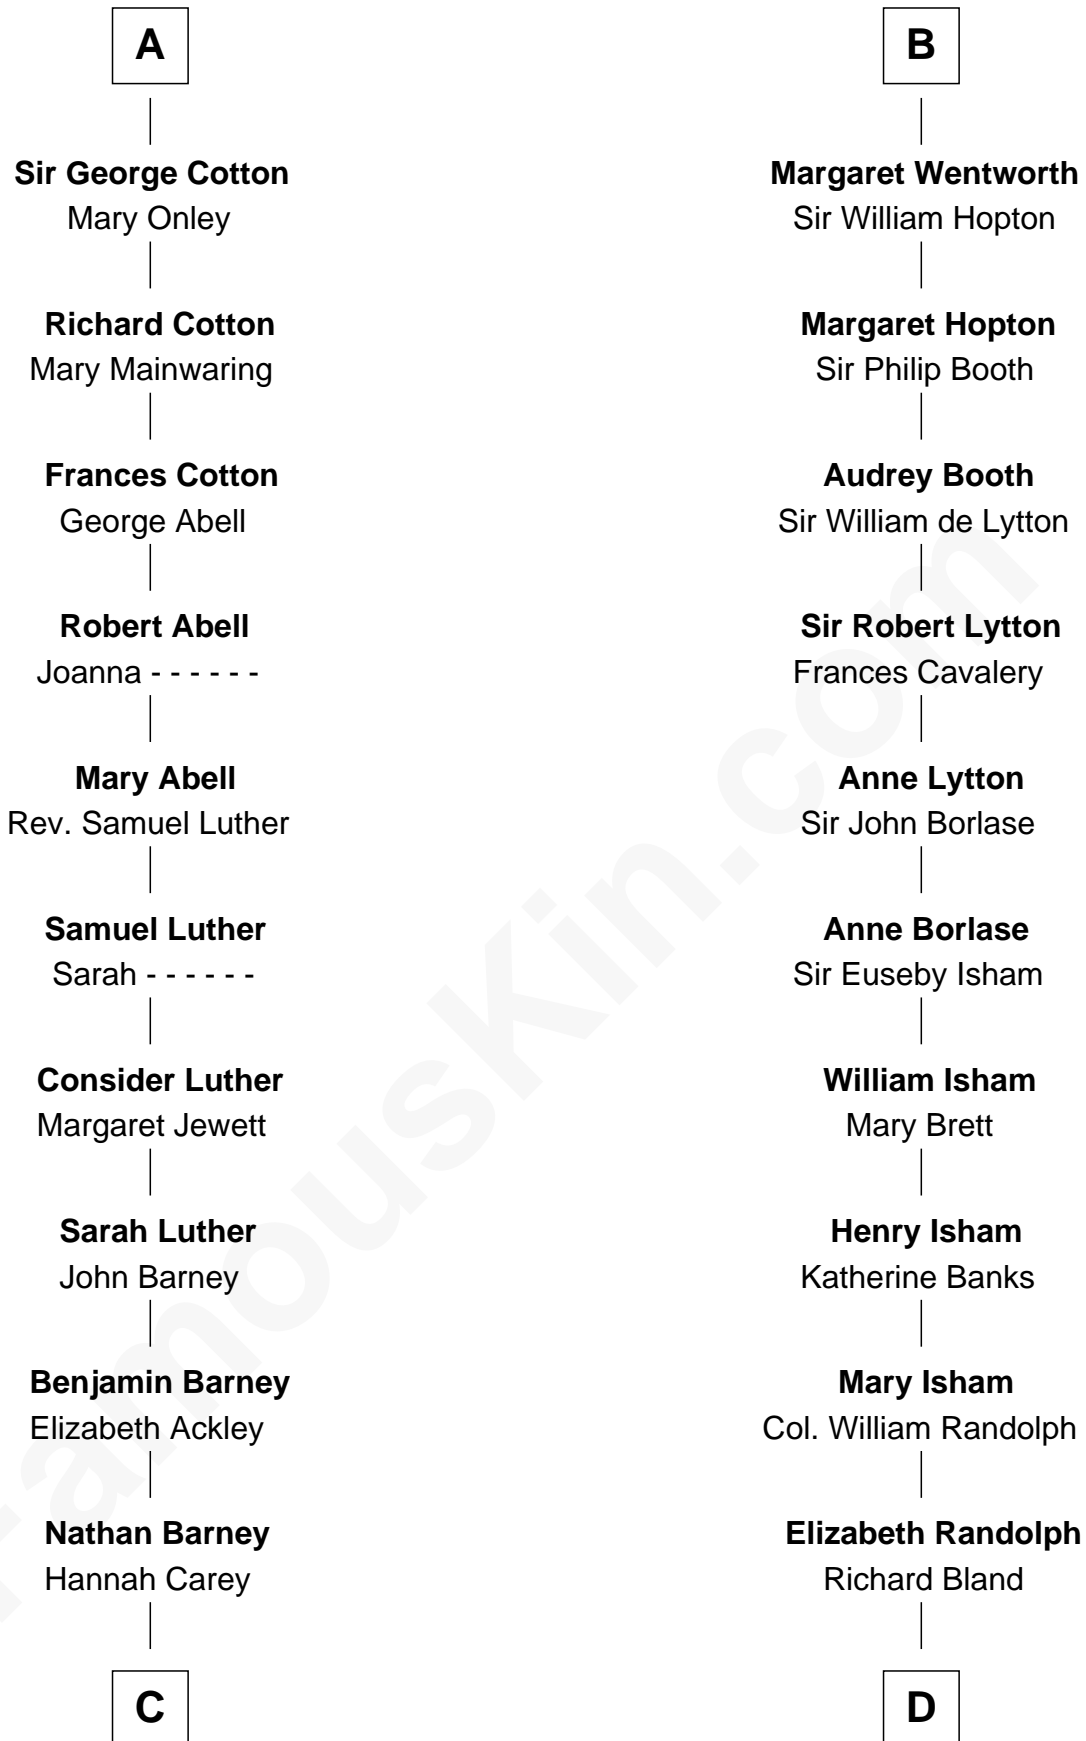 A
Sir George Cotton
Mary Onley
Richard Cotton
Mary Mainwaring
Frances Cotton
George Abell
Robert Abell
Joanna - - - - - -
Mary Abell
Rev. Samuel Luther
Samuel Luther
Sarah - - - - - -
Consider Luther
Margaret Jewett
Sarah Luther
John Barney
Benjamin Barney
Elizabeth Ackley
Nathan Barney
Hannah Carey
C
B
Margaret Wentworth
Sir William Hopton
Margaret Hopton
Sir Philip Booth
Audrey Booth
Sir William de Lytton
Sir Robert Lytton
Frances Cavalery
Anne Lytton
Sir John Borlase
Anne Borlase
Sir Euseby Isham
William Isham
Mary Brett
Henry Isham
Katherine Banks
Mary Isham
Col. William Randolph
Elizabeth Randolph
Richard Bland
D
FamousKin.com